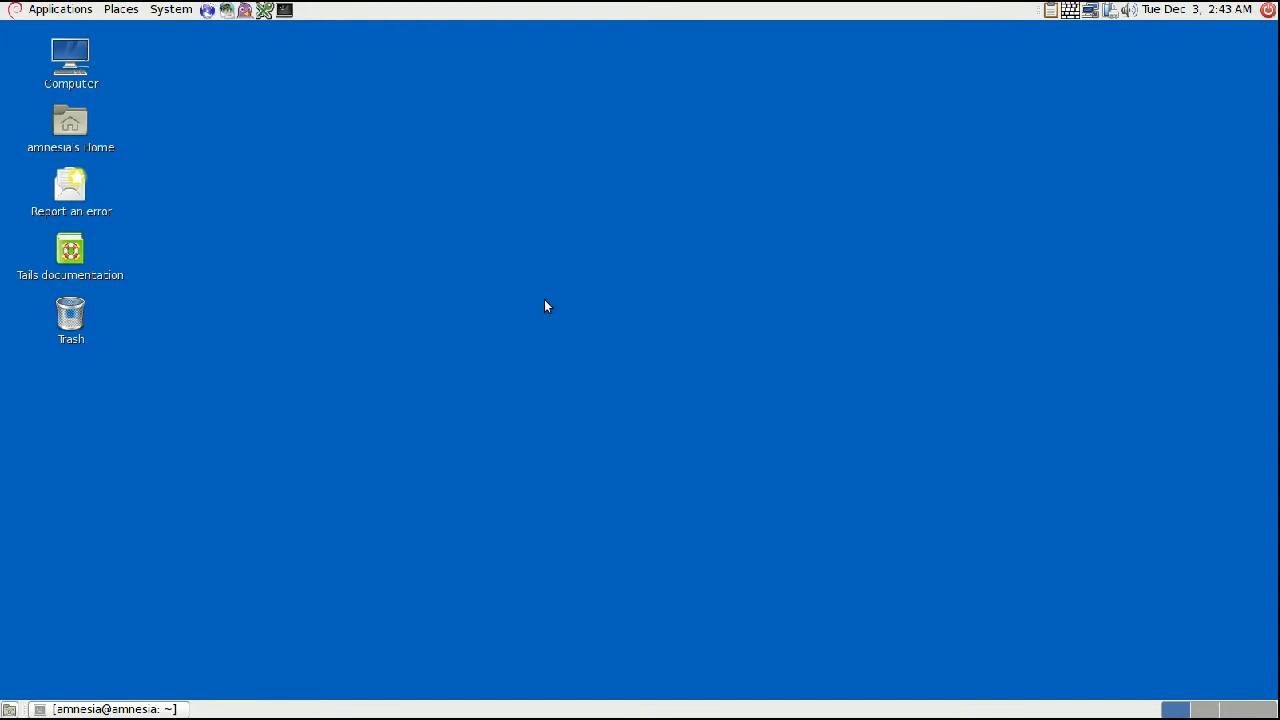 Applications Places System Tue Dec 3, 2:43 AM
Computer
amnesia's Home
Report an error
Tails documentation
Trash
[amnesia@amnesia: ~]